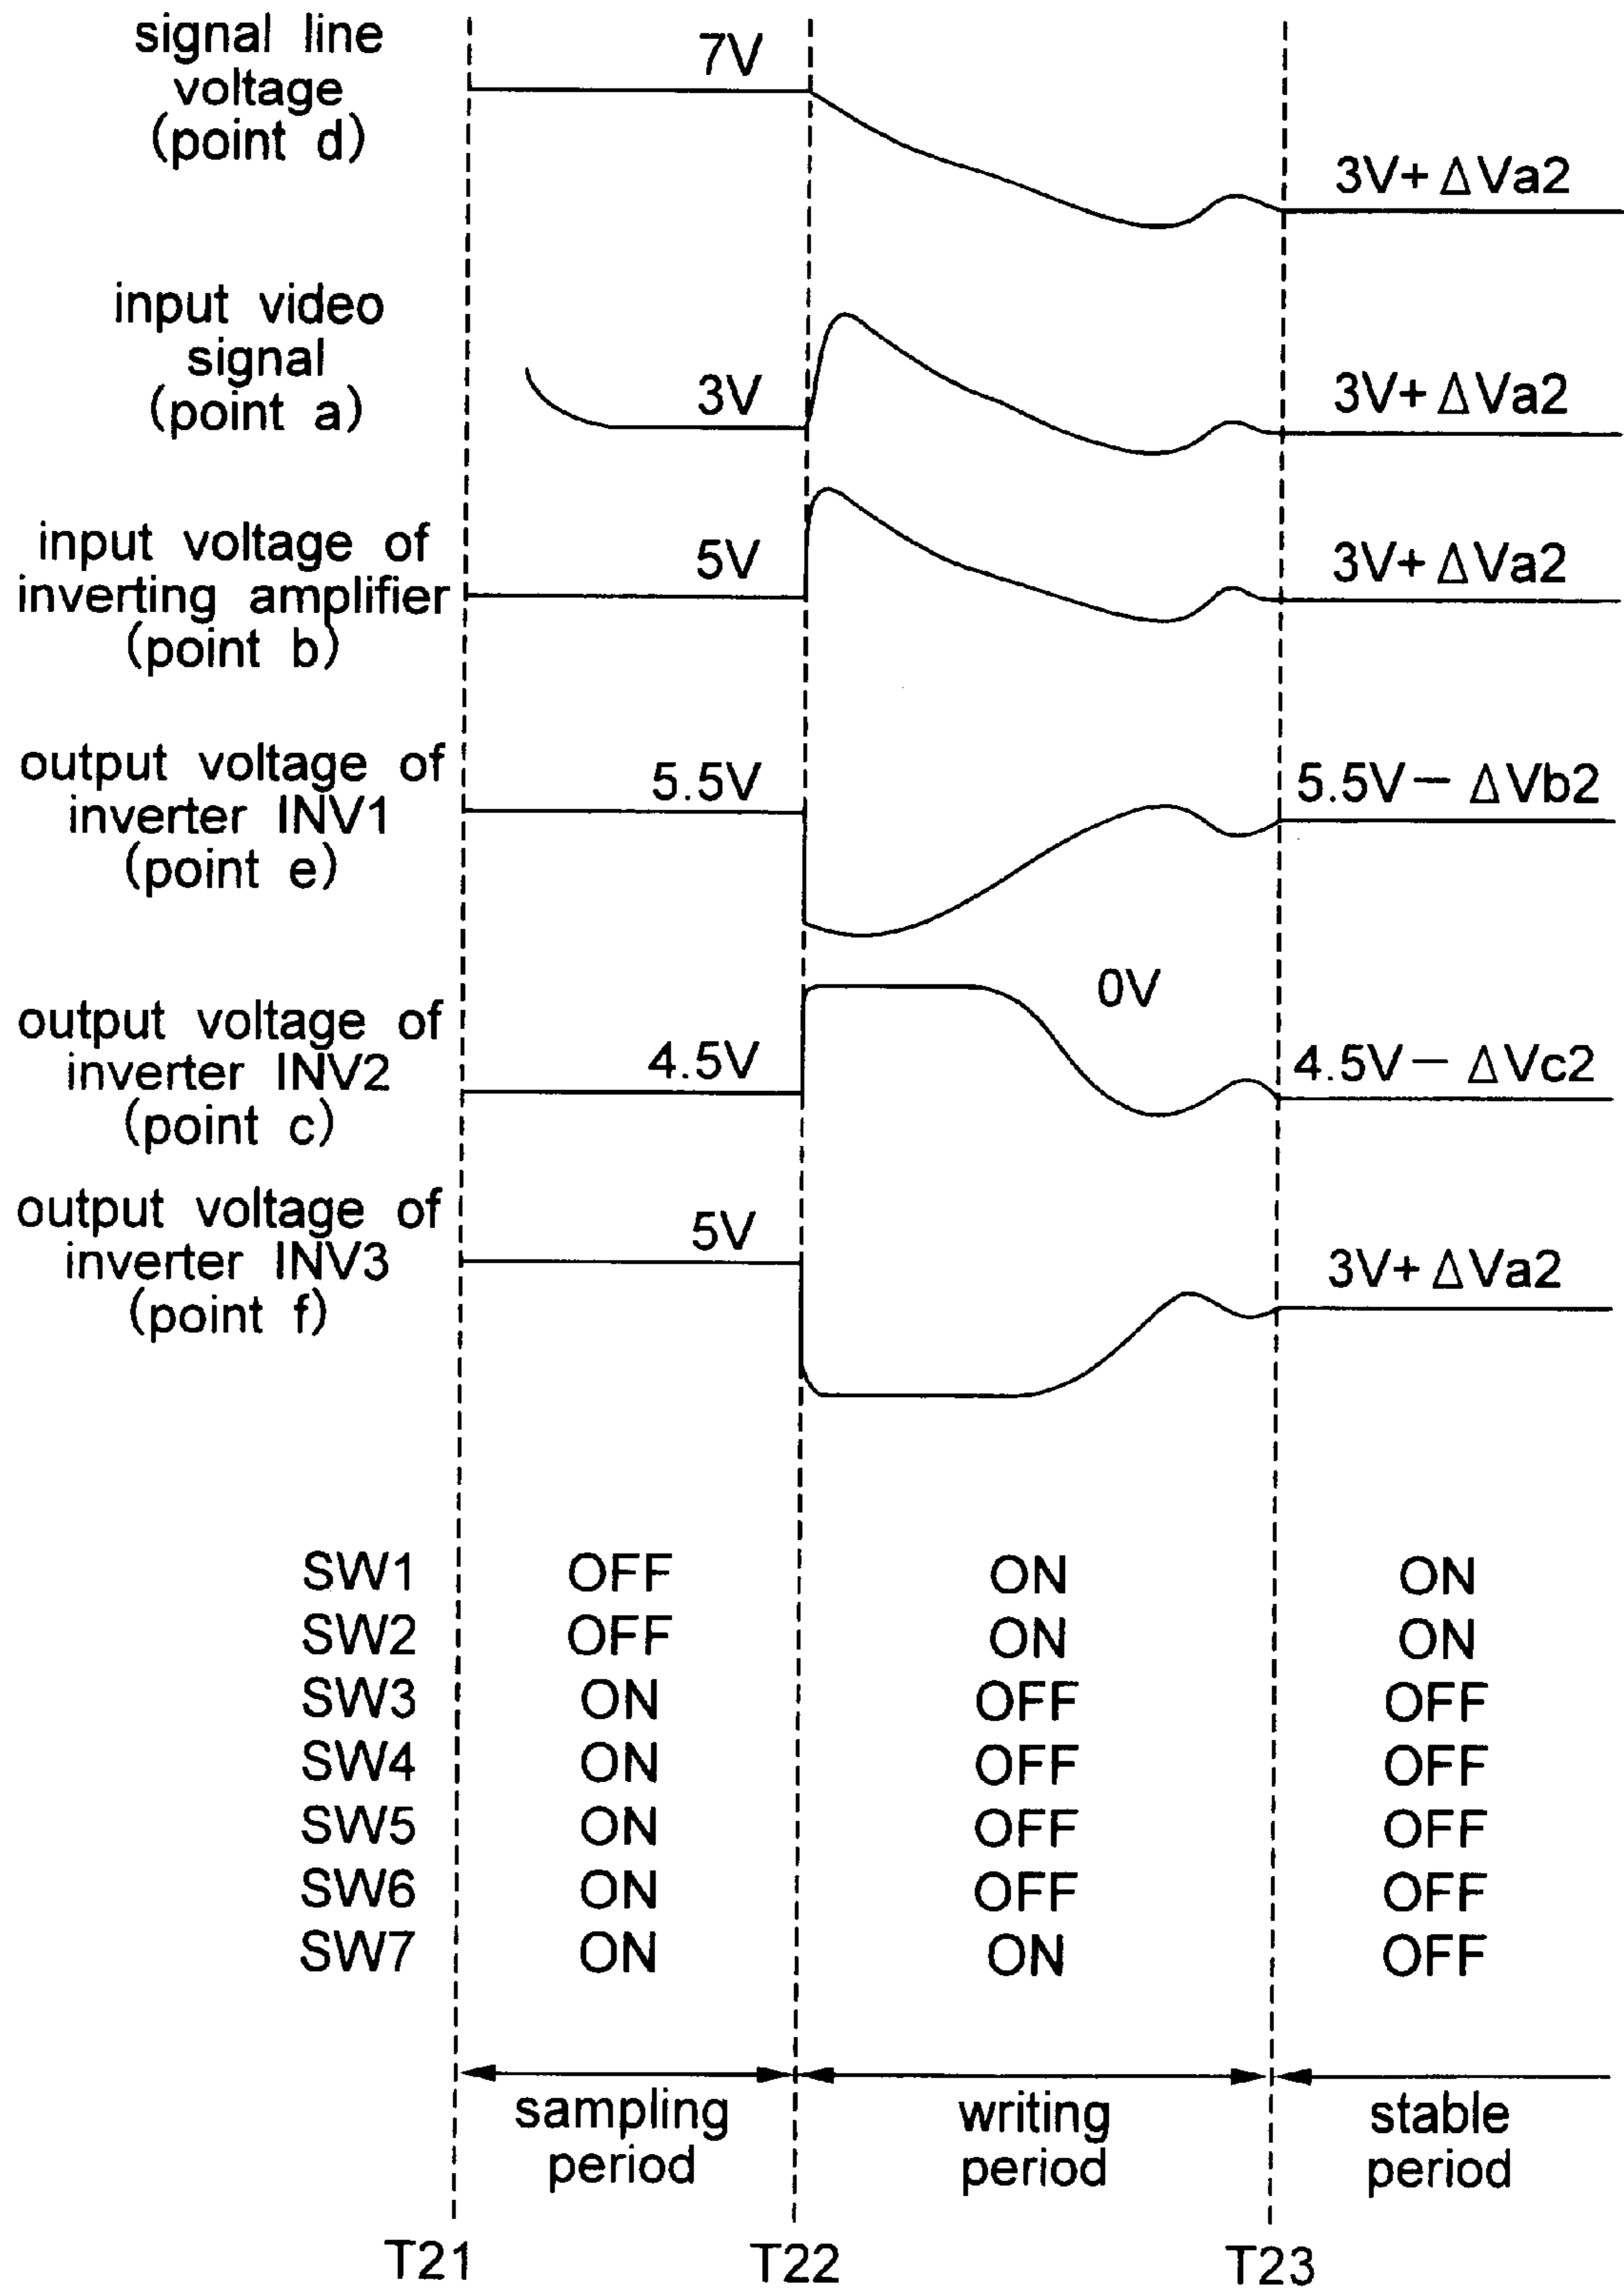 signal line
voltage
(point d)
7V
3V+ΔVa2
input video
signal
(point a)
3V
3V+ΔVa2
input voltage of
inverting amplifier
(point b)
5V
3V+ΔVa2
output voltage of
inverter INV1
(point e)
5.5V
5.5V－ΔVb2
output voltage of
inverter INV2
(point c)
4.5V
0V
4.5V－ΔVc2
output voltage of
inverter INV3
(point f)
5V
3V+ΔVa2
SW1 OFF ON ON
SW2 OFF ON ON
SW3 ON OFF OFF
SW4 ON OFF OFF
SW5 ON OFF OFF
SW6 ON OFF OFF
SW7 ON ON OFF
sampling
period
writing
period
stable
period
T21 T22 T23